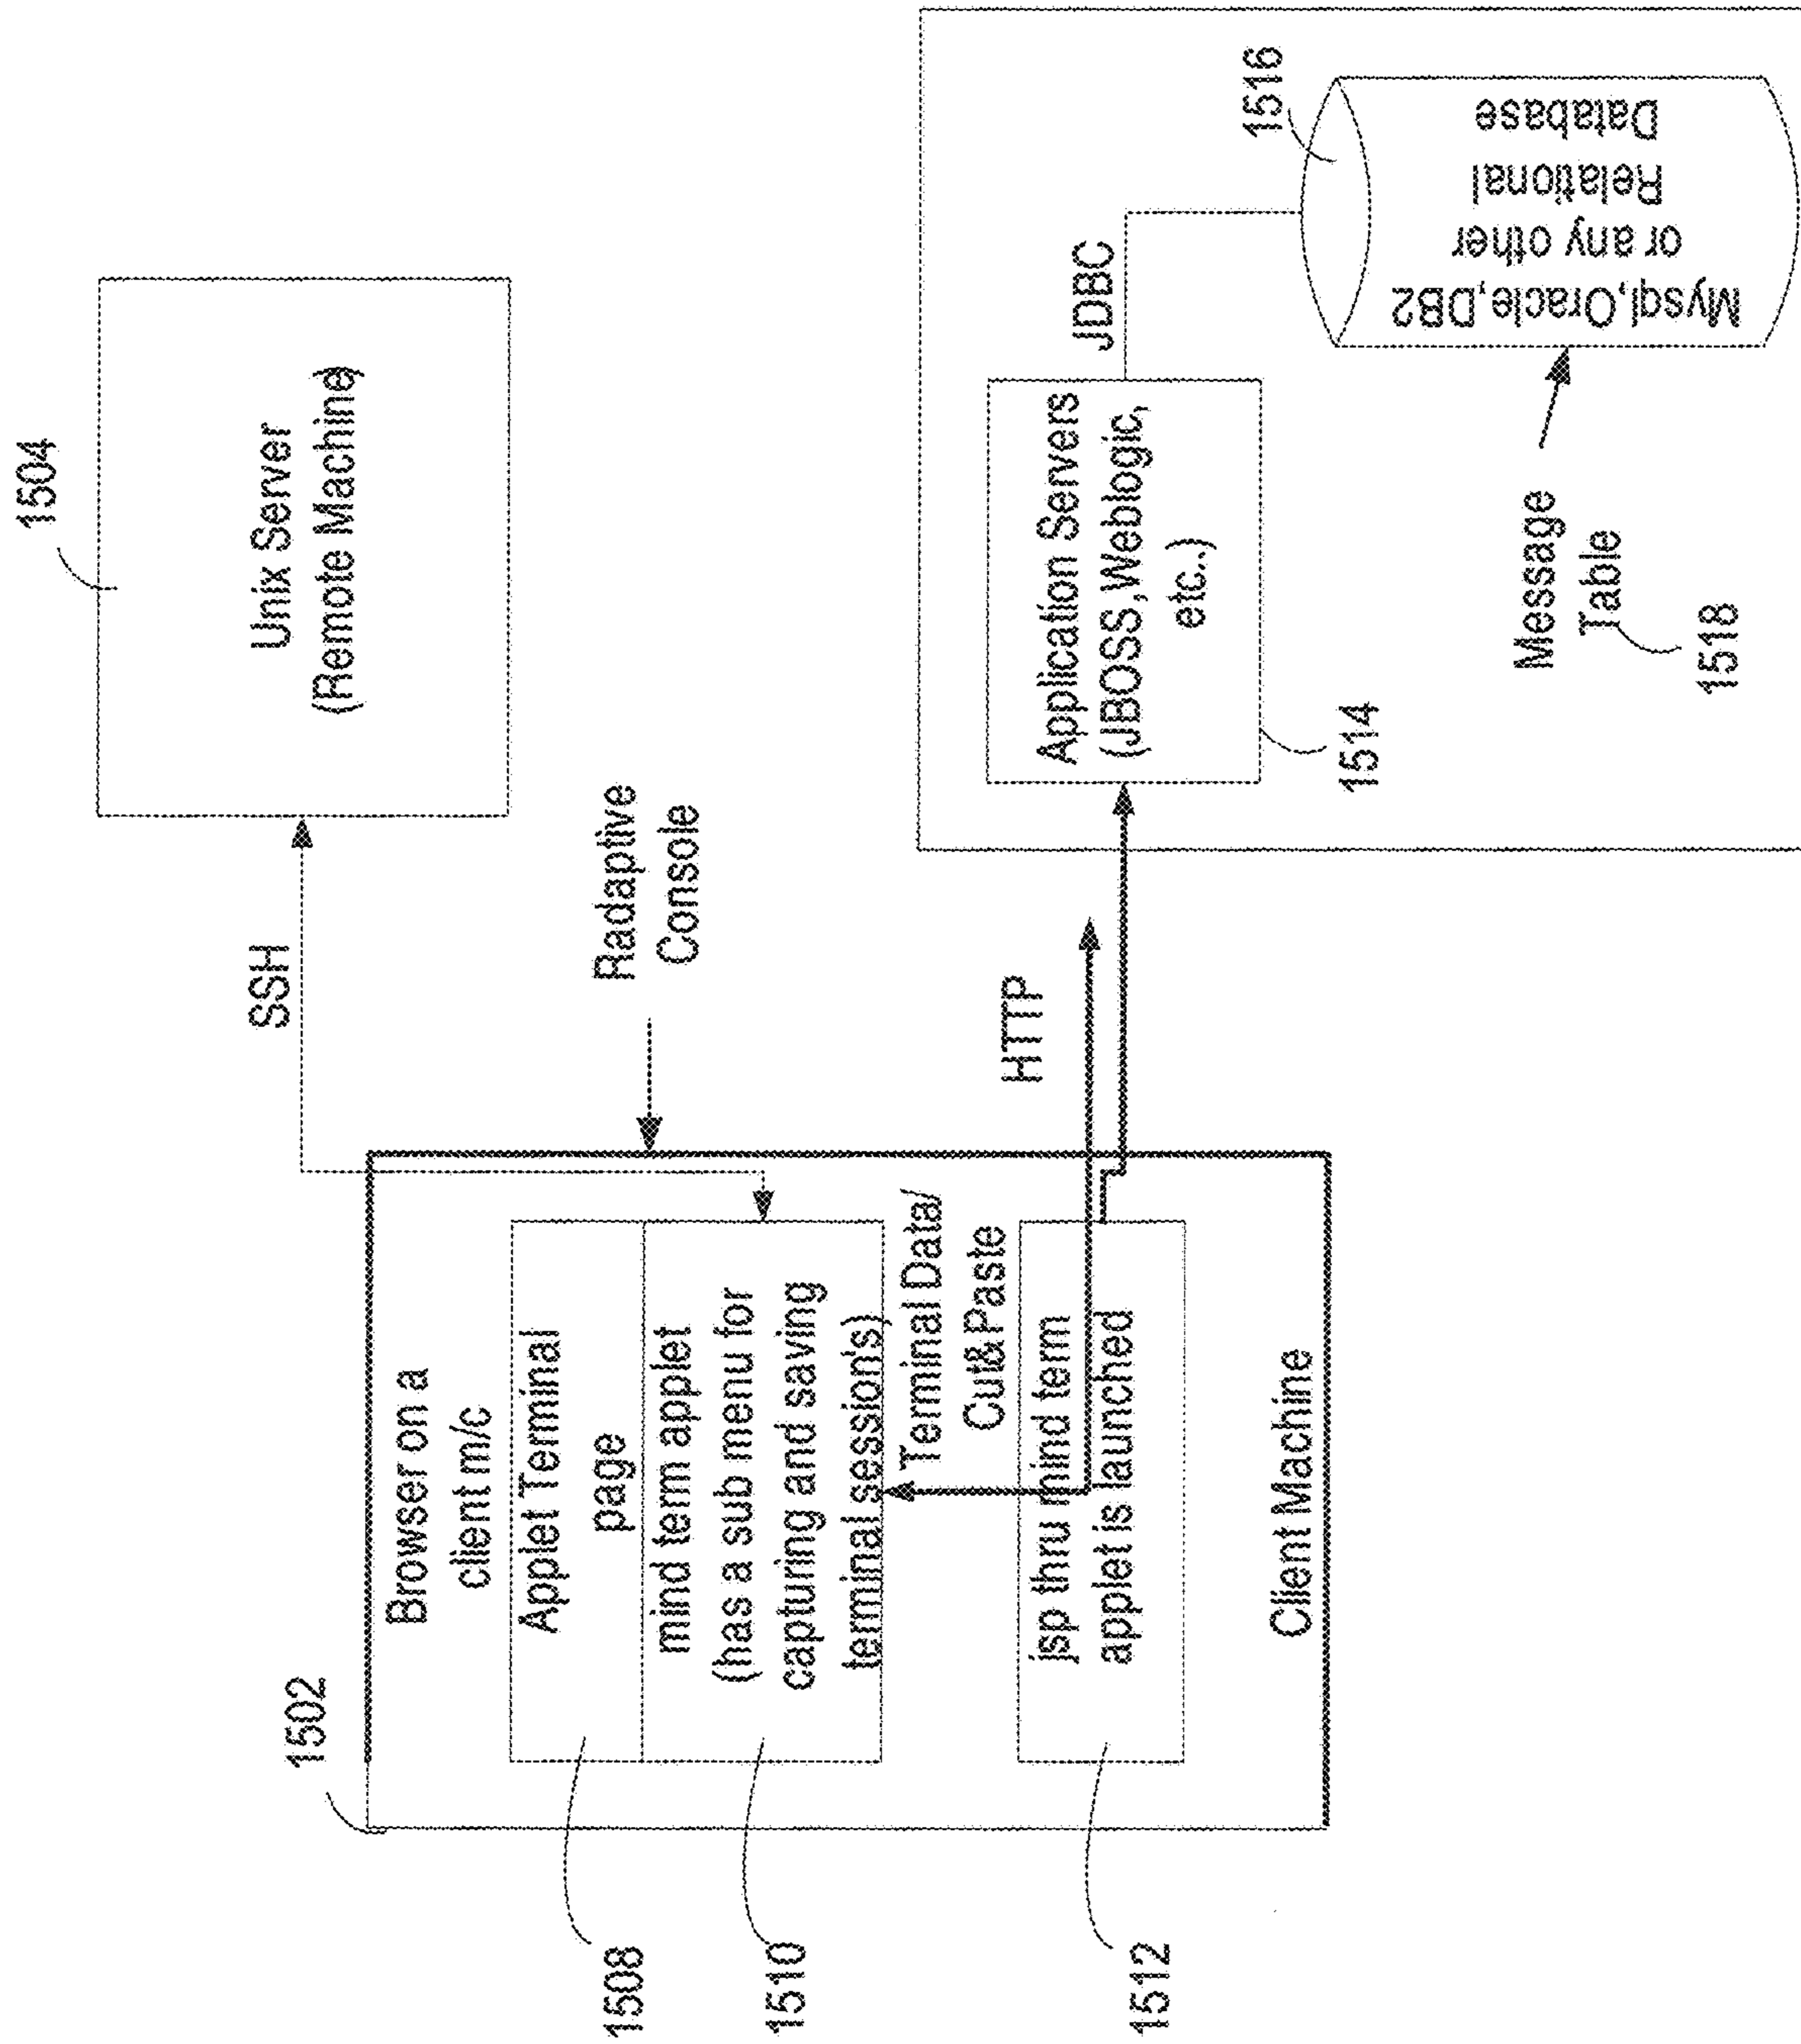 1502
Browser on a
client m/c
Applet Terminal
page
mind term applet
(has a sub menu for
capturing and saving
terminal session's)
Terminal Data/
Cut&Paste
jsp thru mind term
applet is launched
Client Machine
1508
1510
1512
SSH
Radaptive
Console
HTTP
1504
Unix Server
(Remote Machine)
Application Servers
(JBOSS,Weblogic,
etc..)
1514
JDBC
1516
Mysql,Oracle,DB2
or any other
Relational
Database
Message
Table
1518